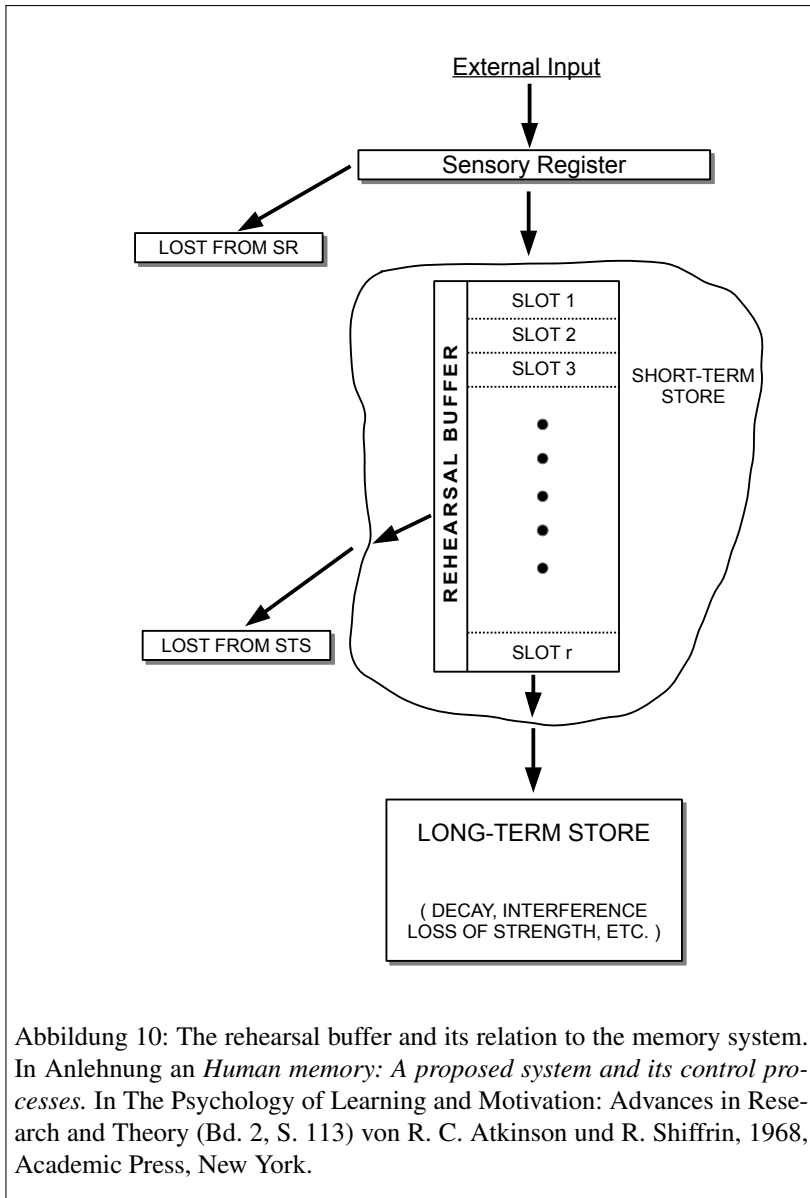 External Input
Sensory Register
LOST FROM SR
SLOT 1
SLOT 2
SLOT 3
REHEARSAL BUFFER
SHORT-TERM
STORE
LOST FROM STS
SLOT r
LONG-TERM STORE
( DECAY, INTERFERENCE
LOSS OF STRENGTH, ETC. )
Abbildung 10: The rehearsal buffer and its relation to the memory system.
In Anlehnung an Human memory: A proposed system and its control pro-
cesses. In The Psychology of Learning and Motivation: Advances in Rese-
arch and Theory (Bd. 2, S. 113) von R. C. Atkinson und R. Shiffrin, 1968,
Academic Press, New York.